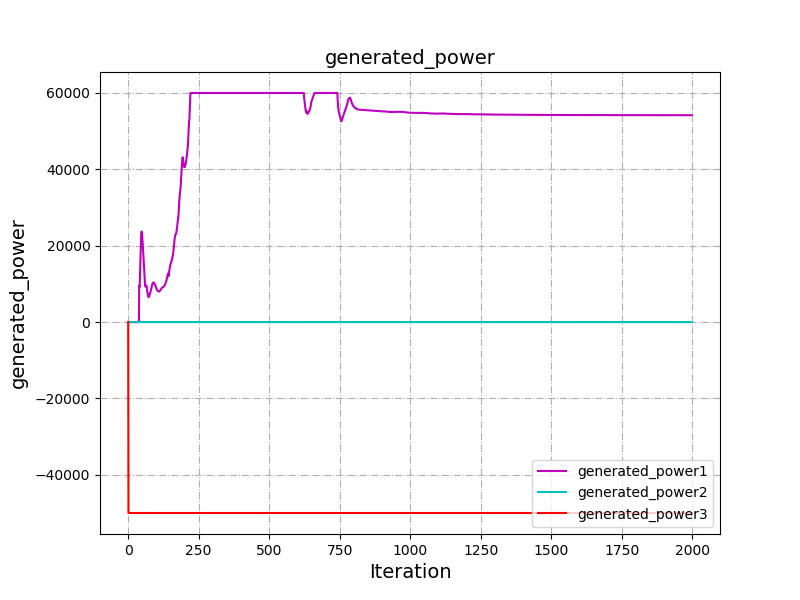 generated_power
60000
40000
20000
0
−20000
−40000
generated_power
0
250
500
750
1000
1250
1500
1750
2000
Iteration
generated_power1
generated_power2
generated_power3